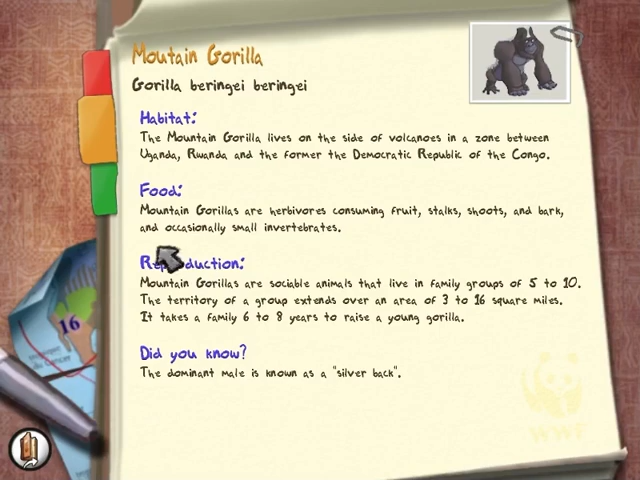 Moutain Gorilla
Gorilla beringei beringei
Habitat:
The Mountain Gorilla lives on the side of volcanoes in a zone between
Uganda, Rwanda and the former the Democratic Republic of the Congo.
Food:
Mountain Gorillas are herbivores consuming fruit, stalks, shoots, and bark,
and occasionally small invertebrates.
Reproduction:
Mountain Gorillas are sociable animals that live in family groups of 5 to 10.
The territory of a group extends over an area of 3 to 16 square miles.
It takes a family 6 to 8 years to raise a young gorilla.
16
Did you know?
The dominant male is known as a "silver back".
WWF